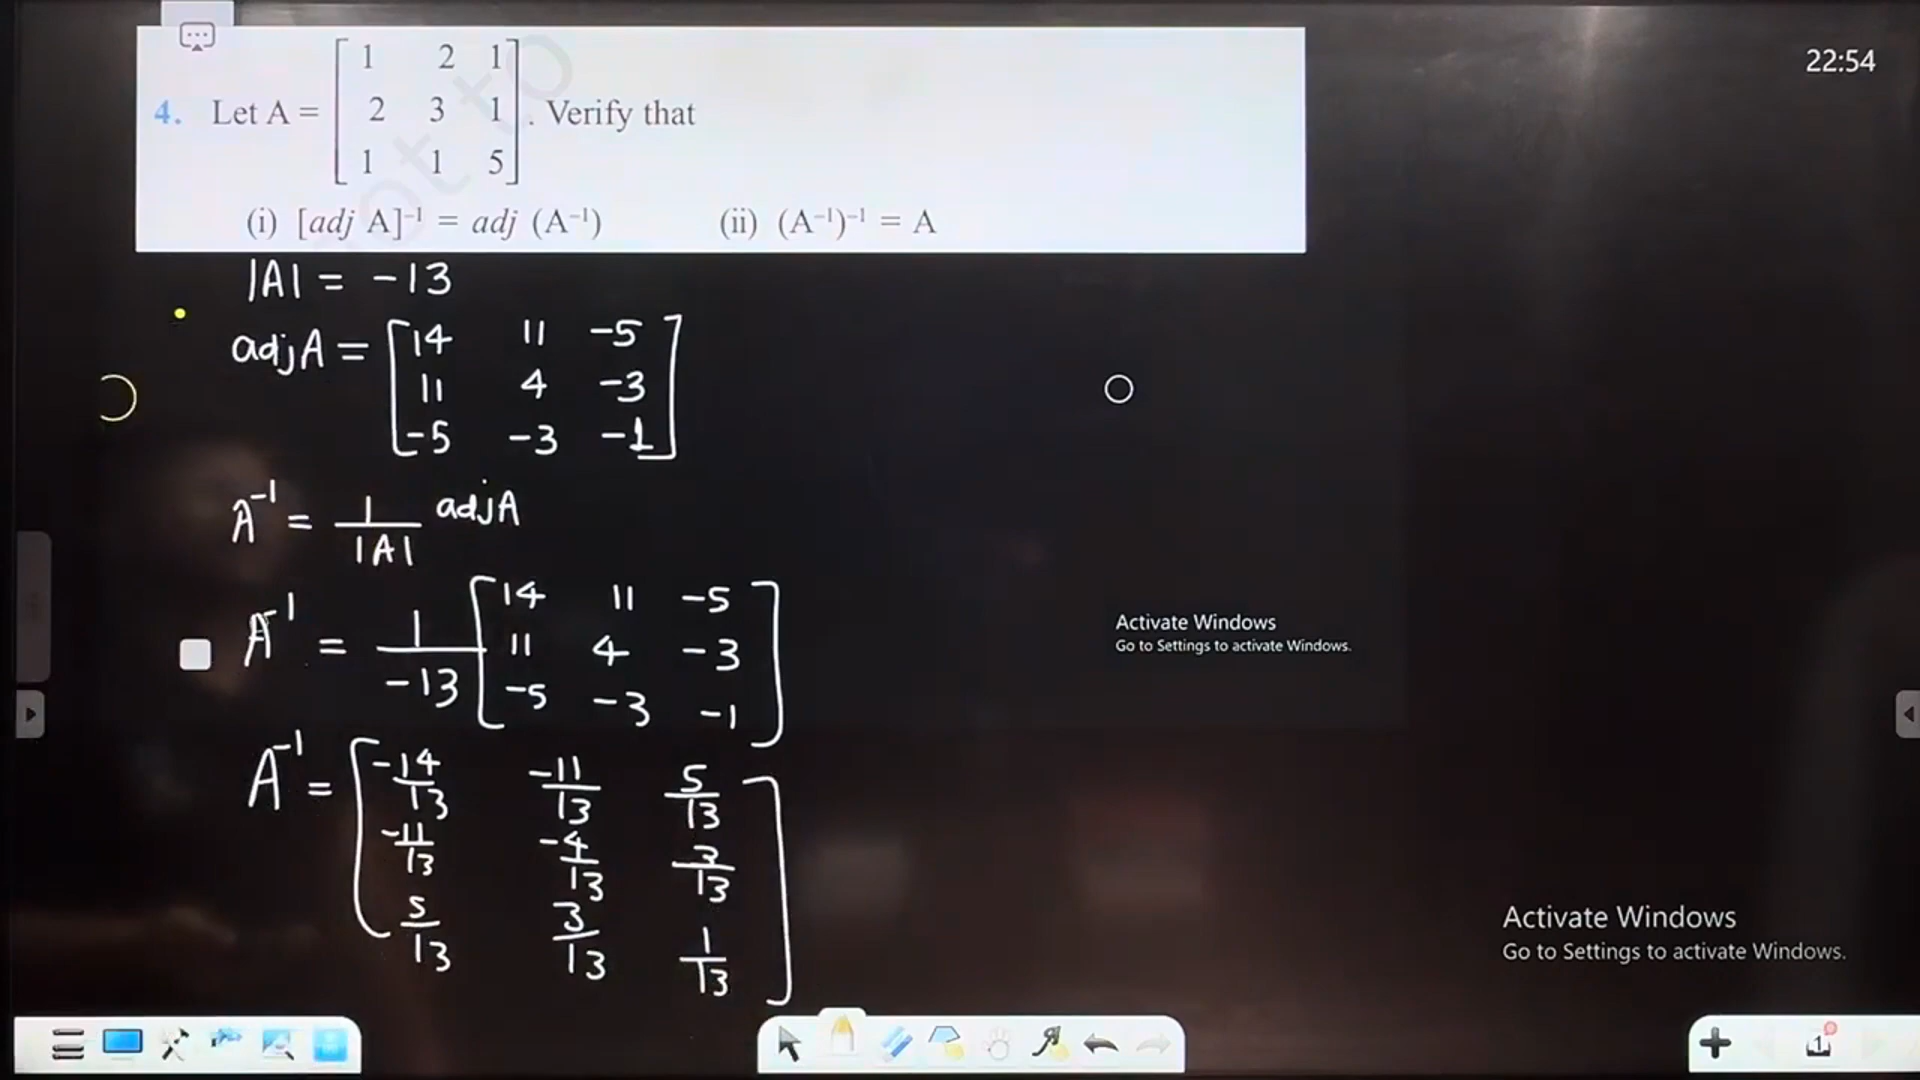 22:54
4. Let A = [1 2 1
2 3 1
1 1 5]. Verify that
(i) [adj A]⁻¹ = adj (A⁻¹) (ii) (A⁻¹)⁻¹ = A
not to
|A| = -13
adjA = [14 11 -5
11 4 -3
-5 -3 -1]
A⁻¹ = 1/|A| adjA
A⁻¹ = 1/-13 [14 11 -5
11 4 -3
-5 -3 -1]
A⁻¹ = [-14/13 -11/13 5/13
-11/13 -4/13 3/13
5/13 3/13 1/13]
Activate Windows
Go to Settings to activate Windows.
Activate Windows
Go to Settings to activate Windows.
1